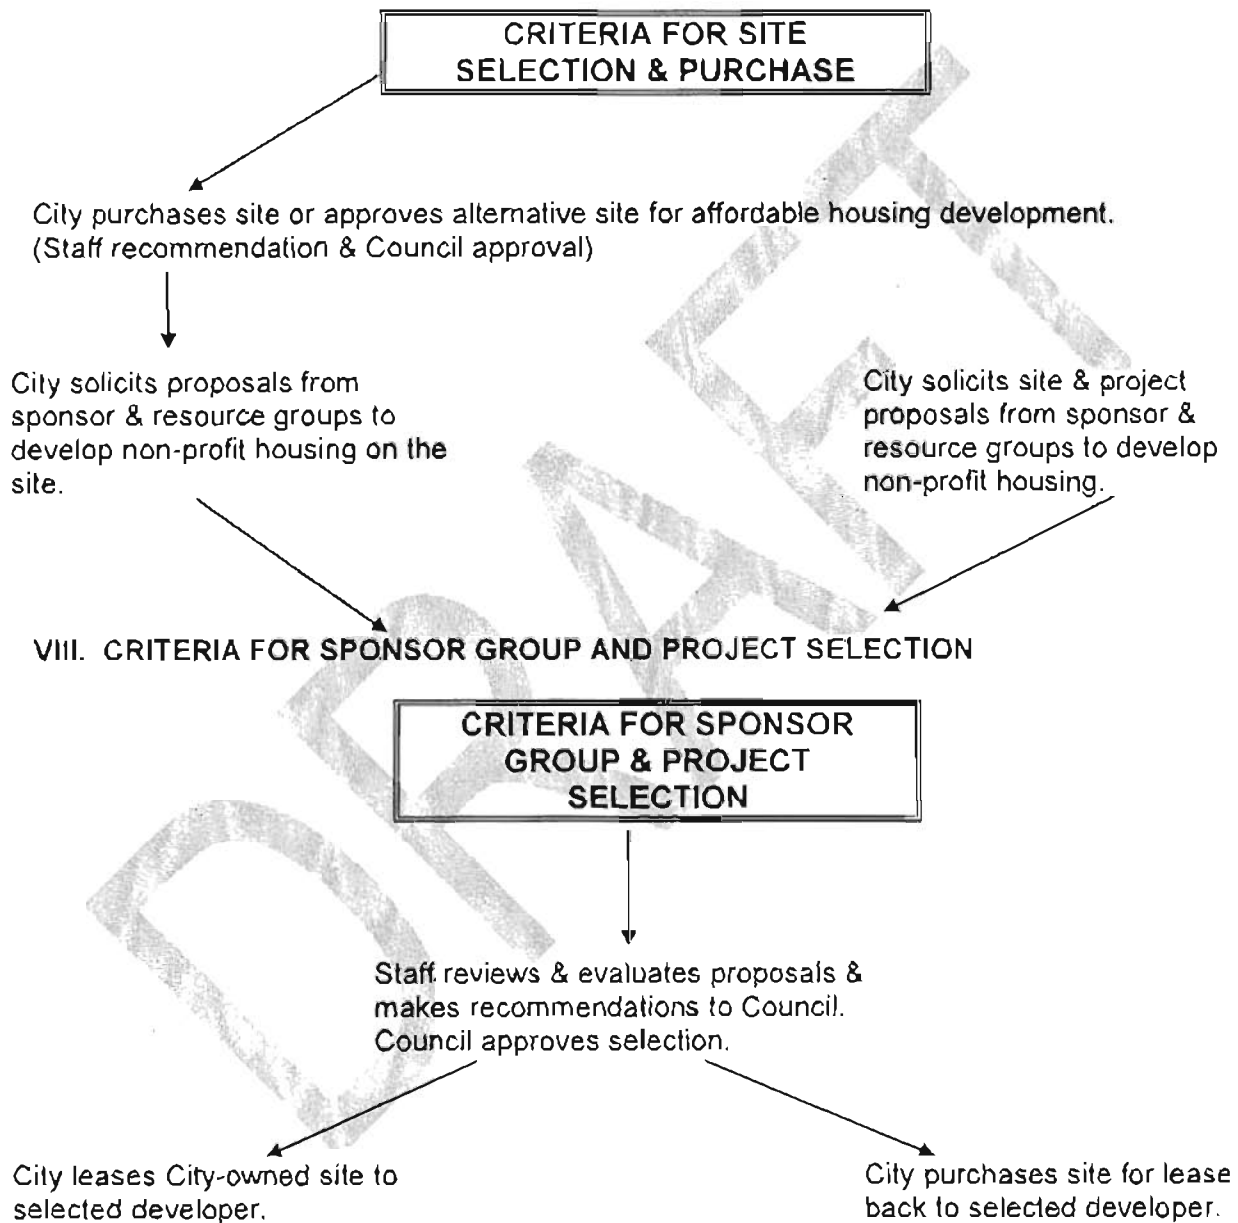 CRITERIA FOR SITE
SELECTION & PURCHASE
City purchases site or approves alternative site for affordable housing development.
(Staff recommendation & Council approval)
City solicits proposals from
sponsor & resource groups to
develop non-profit housing on the
site.
City solicits site & project
proposals from sponsor &
resource groups to develop
non-profit housing.
VIII. CRITERIA FOR SPONSOR GROUP AND PROJECT SELECTION
CRITERIA FOR SPONSOR
GROUP & PROJECT
SELECTION
Staff reviews & evaluates proposals &
makes recommendations to Council.
Council approves selection.
City leases City-owned site to
selected developer.
City purchases site for lease
back to selected developer.
DRAFT